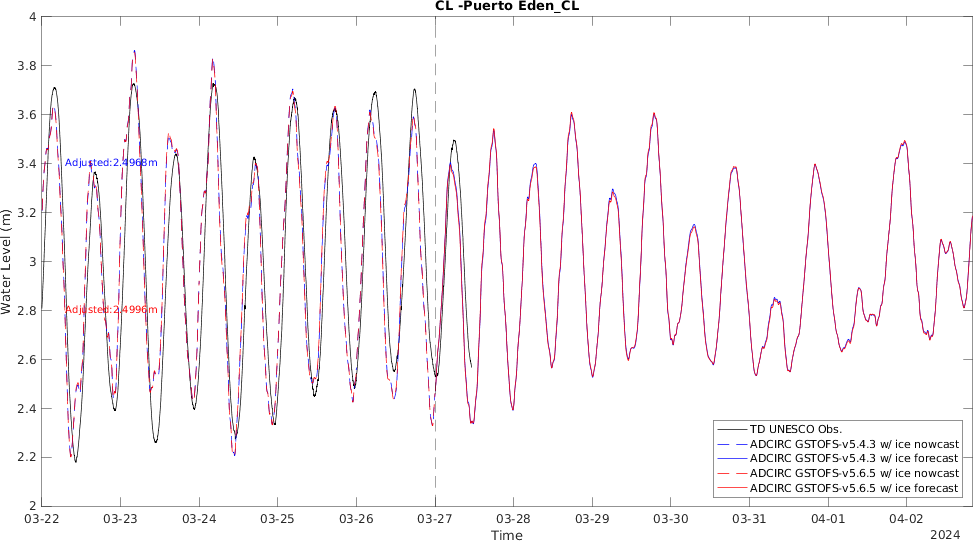 CL -Puerto Eden_CL
4
3.8
3.6
3.4
3.2
3
2.8
2.6
2.4
2.2
2
Water Level (m)
Adjusted:2.4968m
Adjusted:2.4996m
TD UNESCO Obs.
ADCIRC GSTOFS-v5.4.3 w/ ice nowcast
ADCIRC GSTOFS-v5.4.3 w/ ice forecast
ADCIRC GSTOFS-v5.6.5 w/ ice nowcast
ADCIRC GSTOFS-v5.6.5 w/ ice forecast
03-22 03-23 03-24 03-25 03-26 03-27 03-28 03-29 03-30 03-31 04-01 04-02
Time
2024